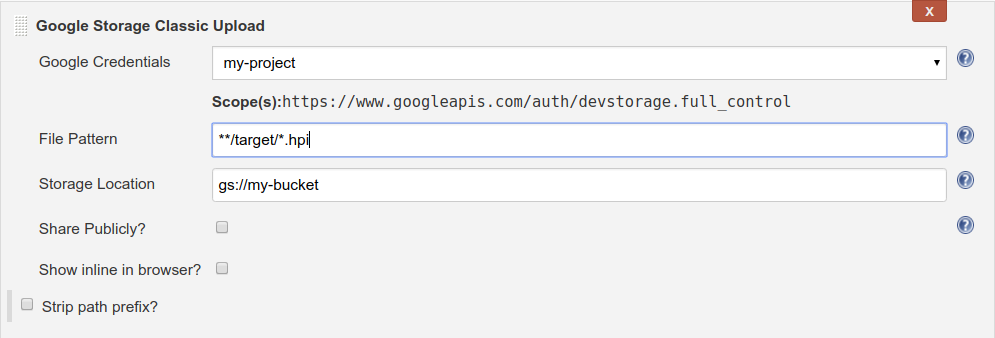 X
Google Storage Classic Upload
Google Credentials my-project
Scope(s):https://www.googleapis.com/auth/devstorage.full_control
File Pattern **/target/*.hpi
Storage Location gs://my-bucket
Share Publicly?
Show inline in browser?
Strip path prefix?